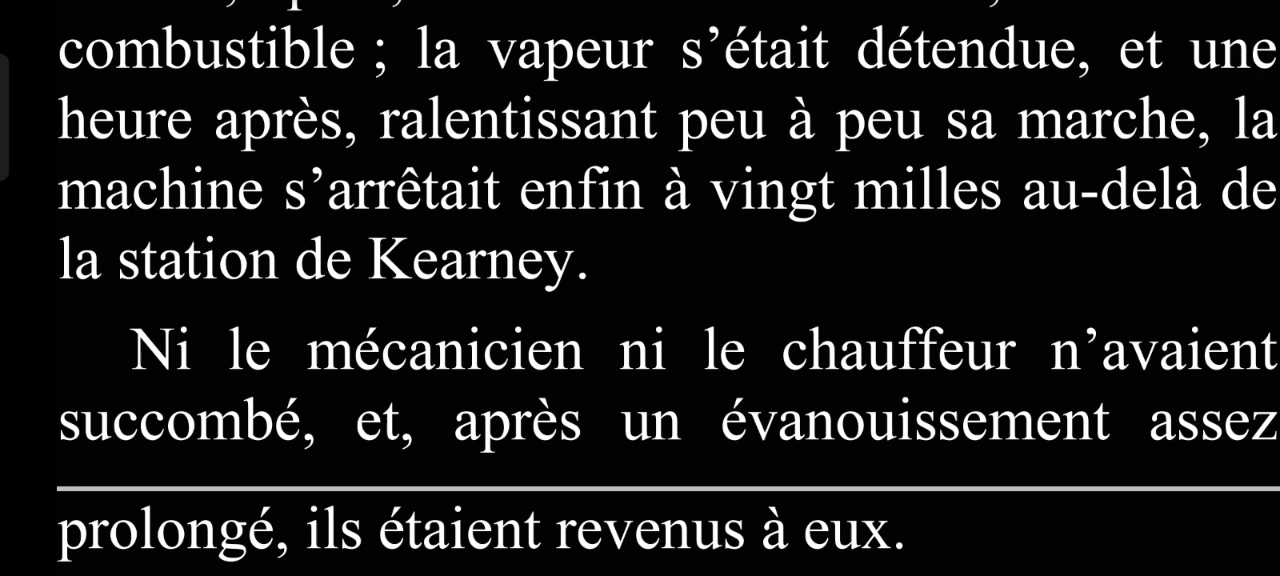 combustible ; la vapeur s’était détendue, et une
heure après, ralentissant peu à peu sa marche, la
machine s’arrêtait enfin à vingt milles au-delà de
la station de Kearney.
Ni le mécanicien ni le chauffeur n’avaient
succombé, et, après un évanouissement assez
prolongé, ils étaient revenus à eux.